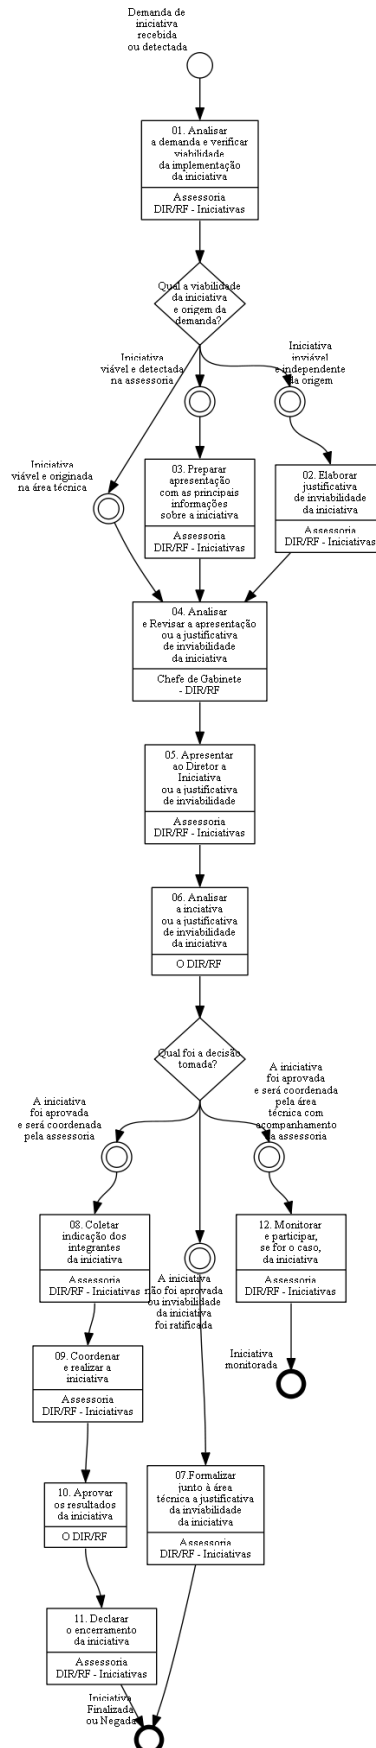 Demanda de
iniciativa
recebida
ou detectada
01. Analisar
a demanda e verificar
viabilidade
da implementação
da iniciativa
Assessoria
DIR/RF - Iniciativas
Qual a viabilidade
da iniciativa
e origem da
demanda?
Iniciativa
viável e detectada
na assessoria
Iniciativa
inviável
e independente
da origem
Iniciativa
viável e originada
na área técnica
03. Preparar
apresentação
com as principais
informações
sobre a iniciativa
Assessoria
DIR/RF - Iniciativas
02. Elaborar
justificativa
de inviabilidade
da iniciativa
Assessoria
DIR/RF - Iniciativas
04. Analisar
e Revisar a apresentação
ou a justificativa
de inviabilidade
da iniciativa
Chefe de Gabinete
- DIR/RF
05. Apresentar
ao Diretor a
Iniciativa
ou a justificativa
de inviabilidade
Assessoria
DIR/RF - Iniciativas
06. Analisar
a inciativa
ou a justificativa
de inviabilidade
da iniciativa
O DIR/RF
Qual foi a decisão
tomada?
A iniciativa
foi aprovada
e será coordenada
pela assessoria
A iniciativa
foi aprovada
e será coordenada
pela área
técnica com
acompanhamento
da assessoria
08. Coletar
indicação dos
integrantes
da iniciativa
Assessoria
DIR/RF - Iniciativas
A iniciativa
não foi aprovada
ou inviabilidade
da iniciativa
foi ratificada
12. Monitorar
e participar,
se for o caso,
da iniciativa
Assessoria
DIR/RF - Iniciativas
Iniciativa
monitorada
09. Coordenar
e realizar a
iniciativa
Assessoria
DIR/RF - Iniciativas
10. Aprovar
os resultados
da iniciativa
O DIR/RF
07.Formalizar
junto à área
técnica a justificativa
da inviabilidade
da iniciativa
Assessoria
DIR/RF - Iniciativas
11. Declarar
o encerramento
da iniciativa
Assessoria
DIR/RF - Iniciativas
Iniciativa
Finalizada
ou Negada